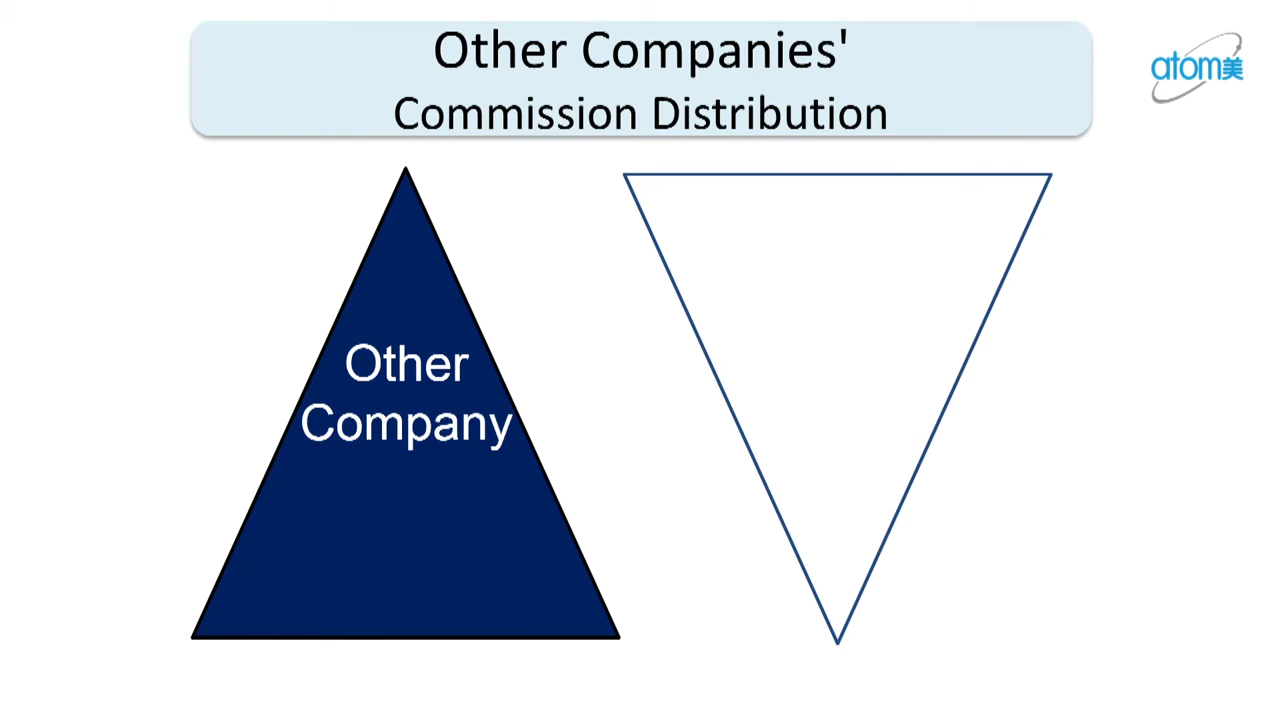 Other Companies'
Commission Distribution
atom美
Other
Company